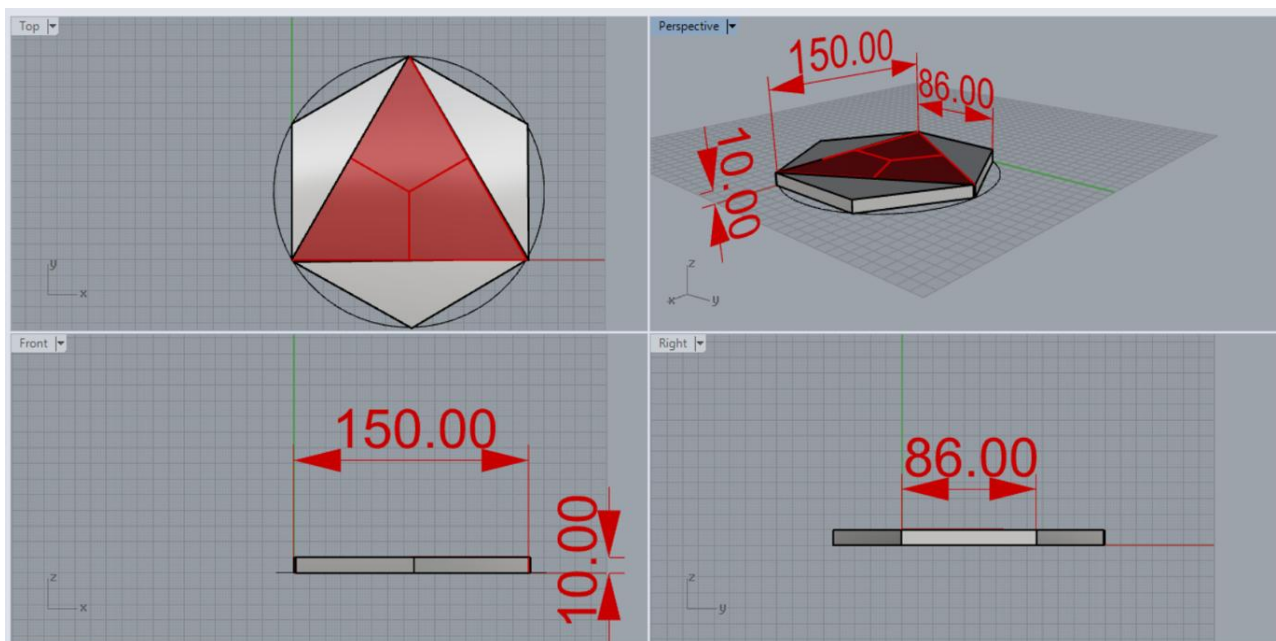 Top
Perspective
150.00
86.00
10.00
y
x
z
x
y
Front
150.00
10.00
z
x
Right
86.00
z
y